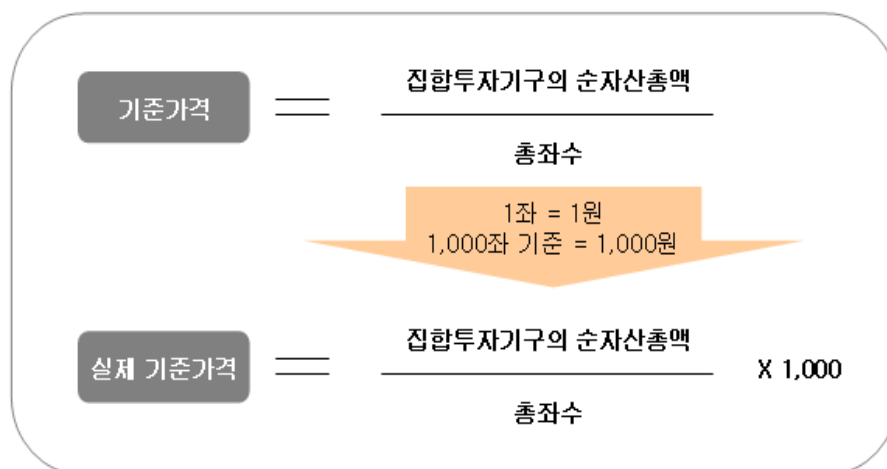 집합투자기구의 순자산총액
기준가격
총좌수
1좌 = 1원
1,000좌 기준 = 1,000원
집합투자기구의 순자산총액
실제 기준가격
X 1,000
총좌수